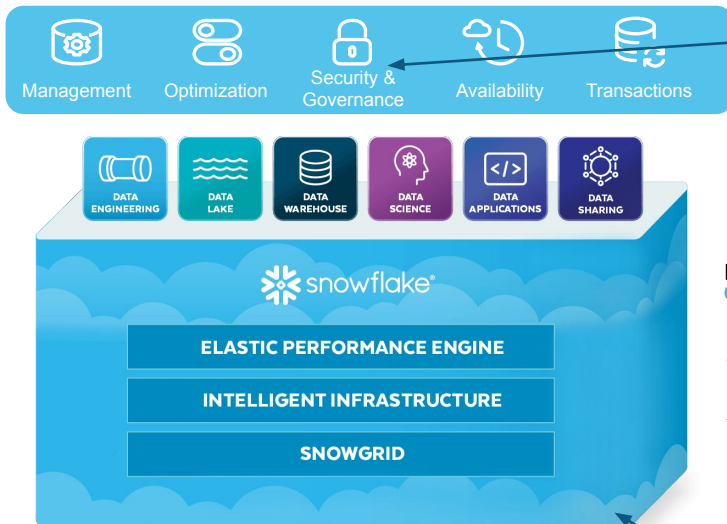 Management
Optimization
Security &
Governance
Availability
Transactions
DATA
ENGINEERING
DATA
LAKE
DATA
WAREHOUSE
DATA
SCIENCE
DATA
APPLICATIONS
DATA
SHARING
snowflake®
ELASTIC PERFORMANCE ENGINE
INTELLIGENT INFRASTRUCTURE
SNOWGRID